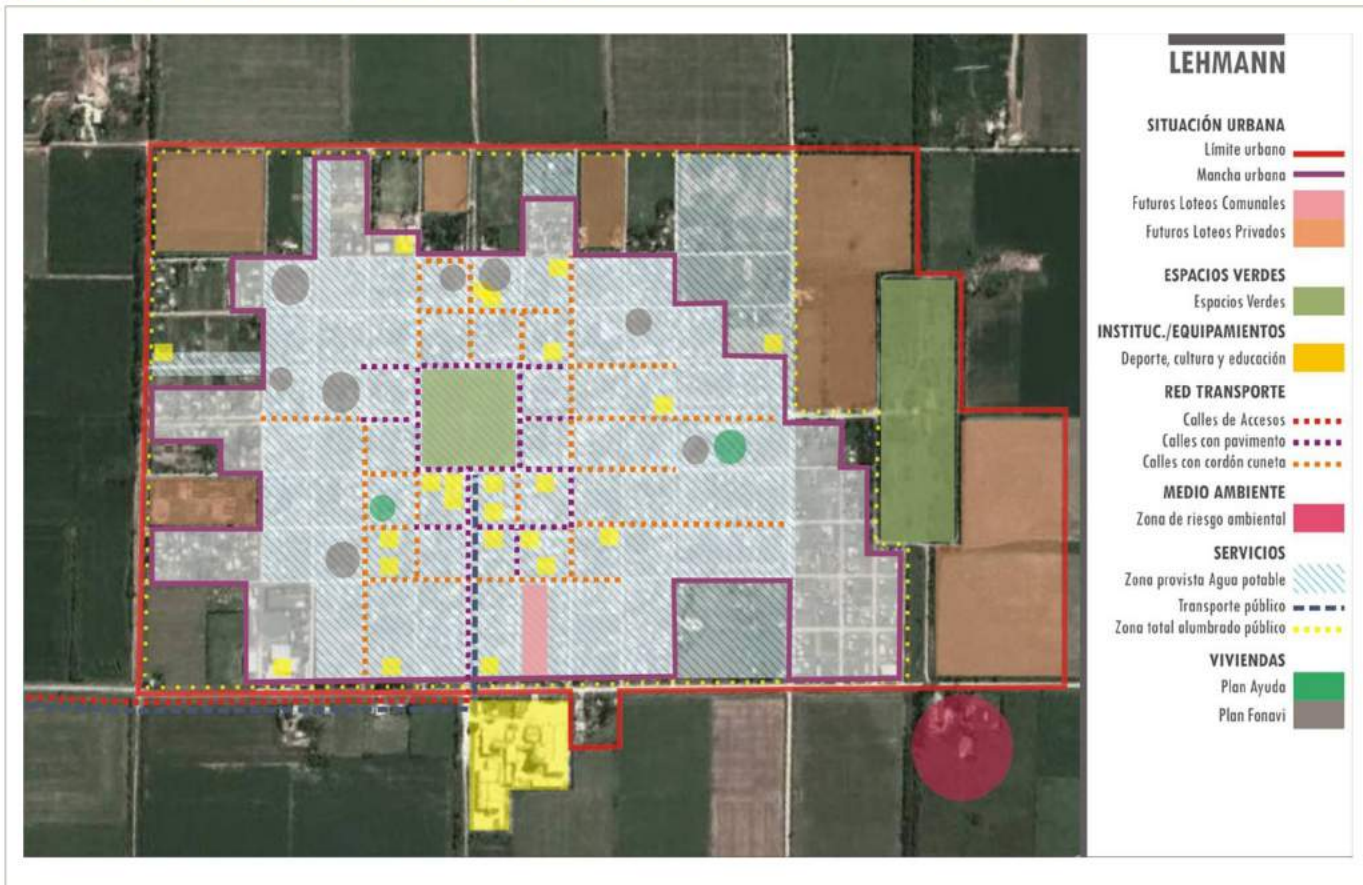 LEHMANN
SITUACIÓN URBANA
Límite urbano
Mancha urbana
Futuros Loteos Comunales
Futuros Loteos Privados
ESPACIOS VERDES
Espacios Verdes
INSTITUC./EQUIPAMIENTOS
Deporte, cultura y educación
RED TRANSPORTE
Calles de Accesos
Calles con pavimento
Calles con cordón cuneta
MEDIO AMBIENTE
Zona de riesgo ambiental
SERVICIOS
Zona provista Agua potable
Transporte público
Zona total alumbrado público
VIVIENDAS
Plan Ayuda
Plan Fonavi